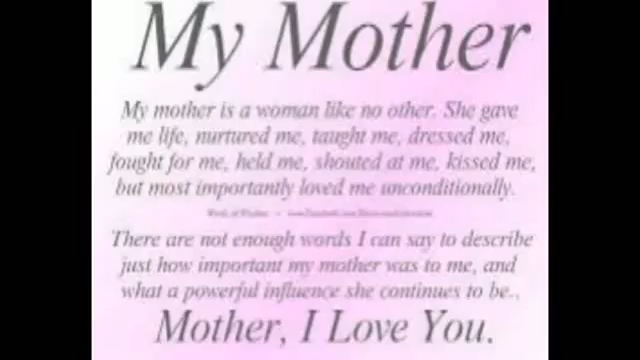 My Mother
My mother is a woman like no other. She gave
me life, nurtured me, taught me, dressed me,
fought for me, held me, shouted at me, kissed me,
but most importantly loved me unconditionally.
There are not enough words I can say to describe
just how important my mother was to me, and
what a powerful influence she continues to be..
Mother, I Love You.